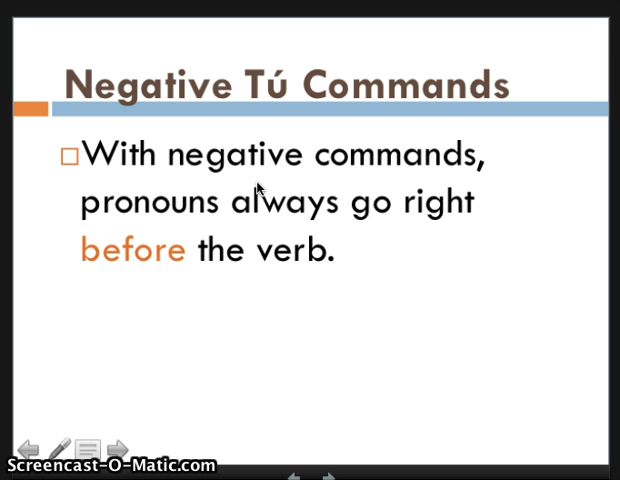 Negative Tú Commands
With negative commands,
pronouns always go right
before the verb.
Screencast-O-Matic.com